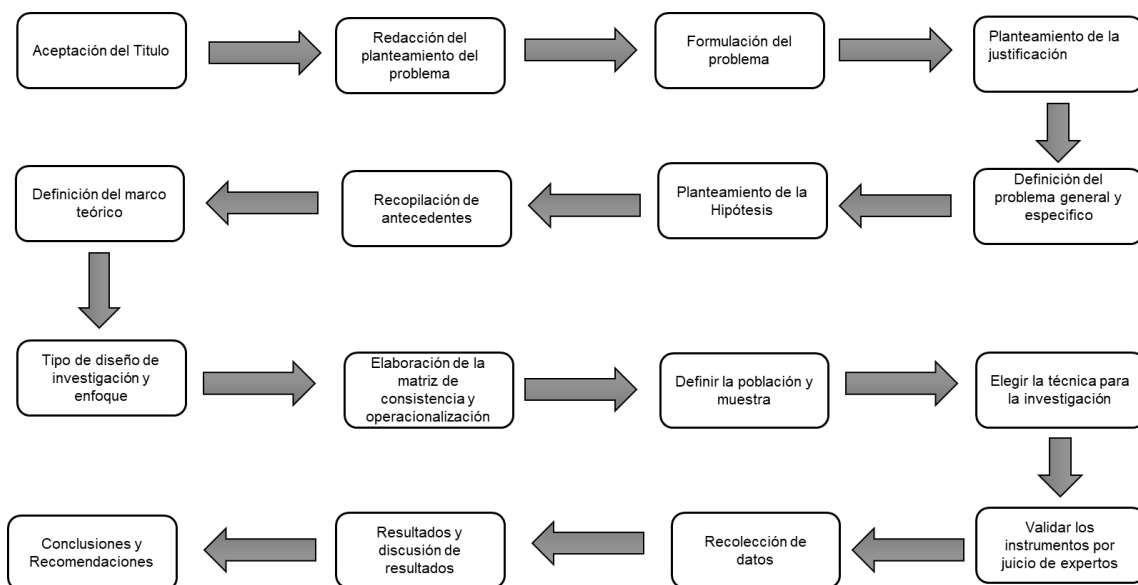 Aceptación del Titulo
Redacción del
planteamiento del
problema
Formulación del
problema
Planteamiento de la
justificación
Definición del
problema general y
especifico
Planteamiento de la
Hipótesis
Recopilación de
antecedentes
Definición del marco
teórico
Tipo de diseño de
investigación y
enfoque
Elaboración de la
matriz de
consistencia y
operacionalización
Definir la población y
muestra
Elegir la técnica para
la investigación
Validar los
instrumentos por
juicio de expertos
Recolección de
datos
Resultados y
discusión de
resultados
Conclusiones y
Recomendaciones